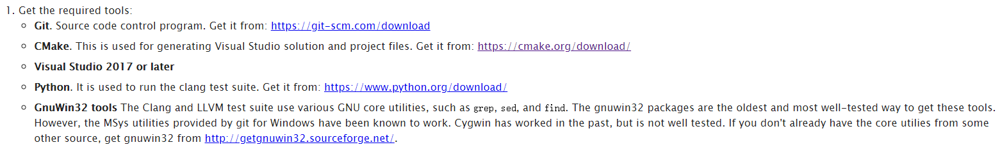 1. Get the required tools:
Git. Source code control program. Get it from: https://git-scm.com/download
CMake. This is used for generating Visual Studio solution and project files. Get it from: https://cmake.org/download/
Visual Studio 2017 or later
Python. It is used to run the clang test suite. Get it from: https://www.python.org/download/
GnuWin32 tools The Clang and LLVM test suite use various GNU core utilities, such as grep, sed, and find. The gnuwin32 packages are the oldest and most well-tested way to get these tools.
However, the MSys utilities provided by git for Windows have been known to work. Cygwin has worked in the past, but is not well tested. If you don't already have the core utilies from some
other source, get gnuwin32 from http://getgnuwin32.sourceforge.net/.